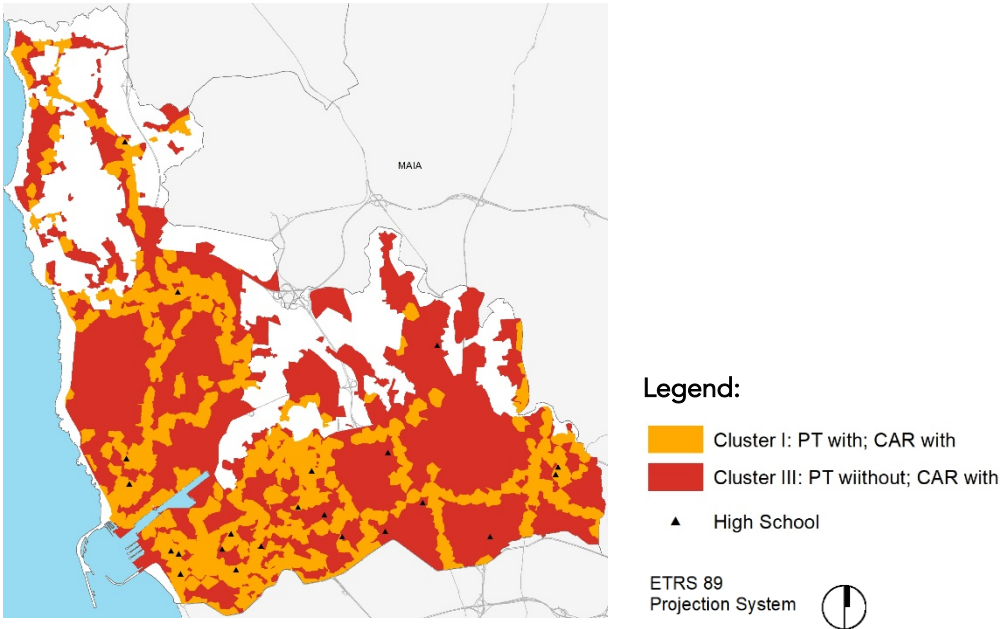 MAIA
Legend:
Cluster I: PT with; CAR with
Cluster III: PT wiithout; CAR with
High School
ETRS 89
Projection System